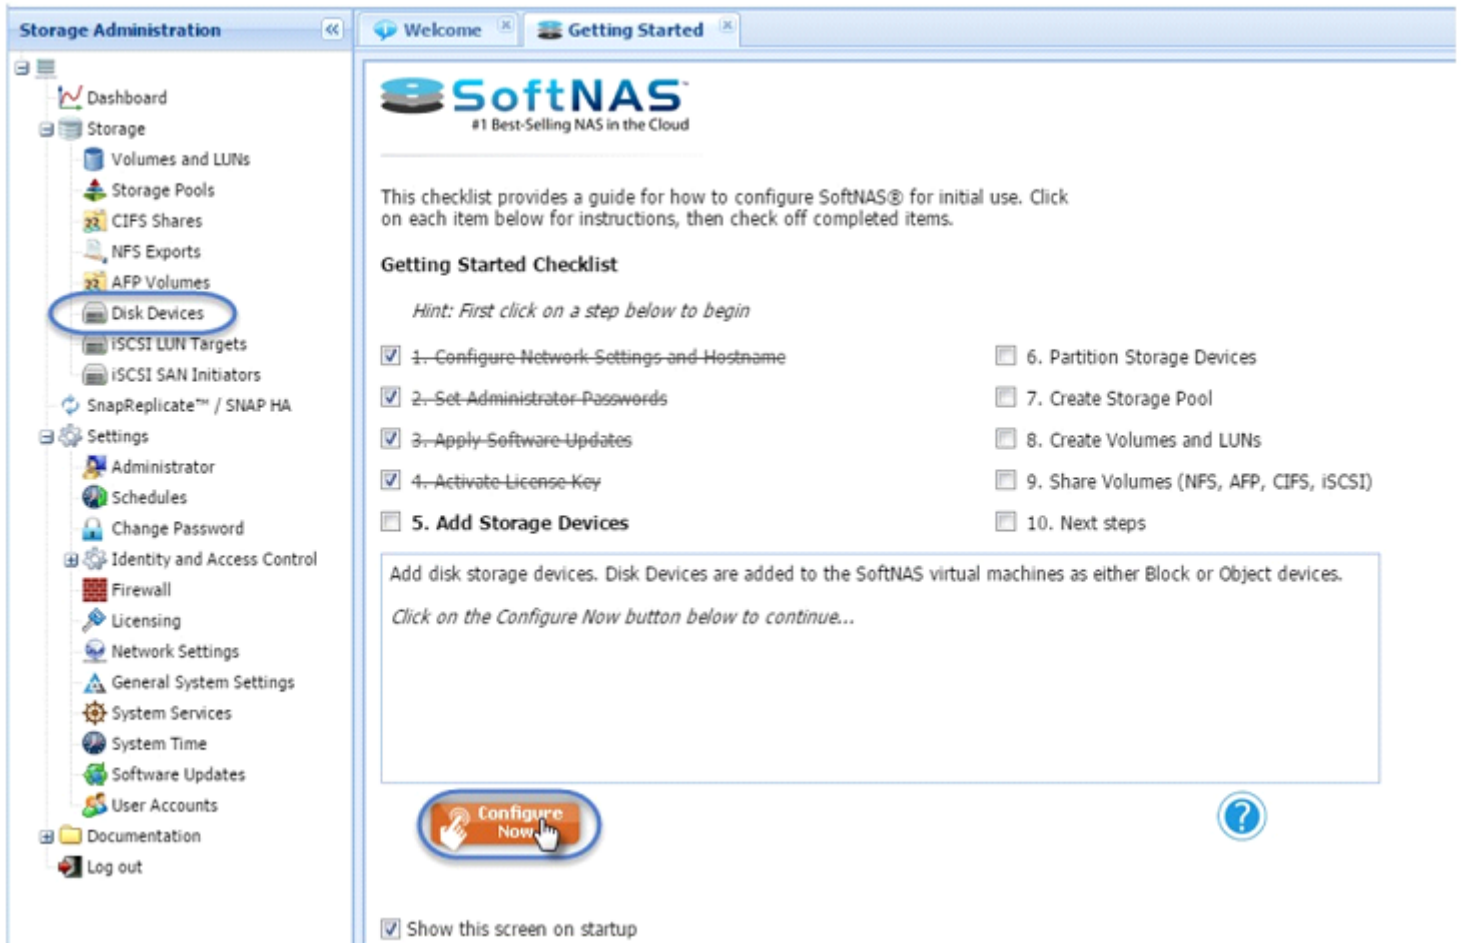 Storage Administration
Dashboard
Storage
Volumes and LUNs
Storage Pools
CIFS Shares
NFS Exports
AFP Volumes
Disk Devices
iSCSI LUN Targets
iSCSI SAN Initiators
SnapReplicate™ / SNAP HA
Settings
Administrator
Schedules
Change Password
Identity and Access Control
Firewall
Licensing
Network Settings
General System Settings
System Services
System Time
Software Updates
User Accounts
Documentation
Log out
Welcome
Getting Started
SoftNAS™
#1 Best-Selling NAS in the Cloud
This checklist provides a guide for how to configure SoftNAS® for initial use. Click
on each item below for instructions, then check off completed items.
Getting Started Checklist
Hint: First click on a step below to begin
1. Configure Network Settings and Hostname
2. Set Administrator Passwords
3. Apply Software Updates
4. Activate License Key
5. Add Storage Devices
6. Partition Storage Devices
7. Create Storage Pool
8. Create Volumes and LUNs
9. Share Volumes (NFS, AFP, CIFS, iSCSI)
10. Next steps
Add disk storage devices. Disk Devices are added to the SoftNAS virtual machines as either Block or Object devices.
Click on the Configure Now button below to continue...
Configure
Now
?
Show this screen on startup